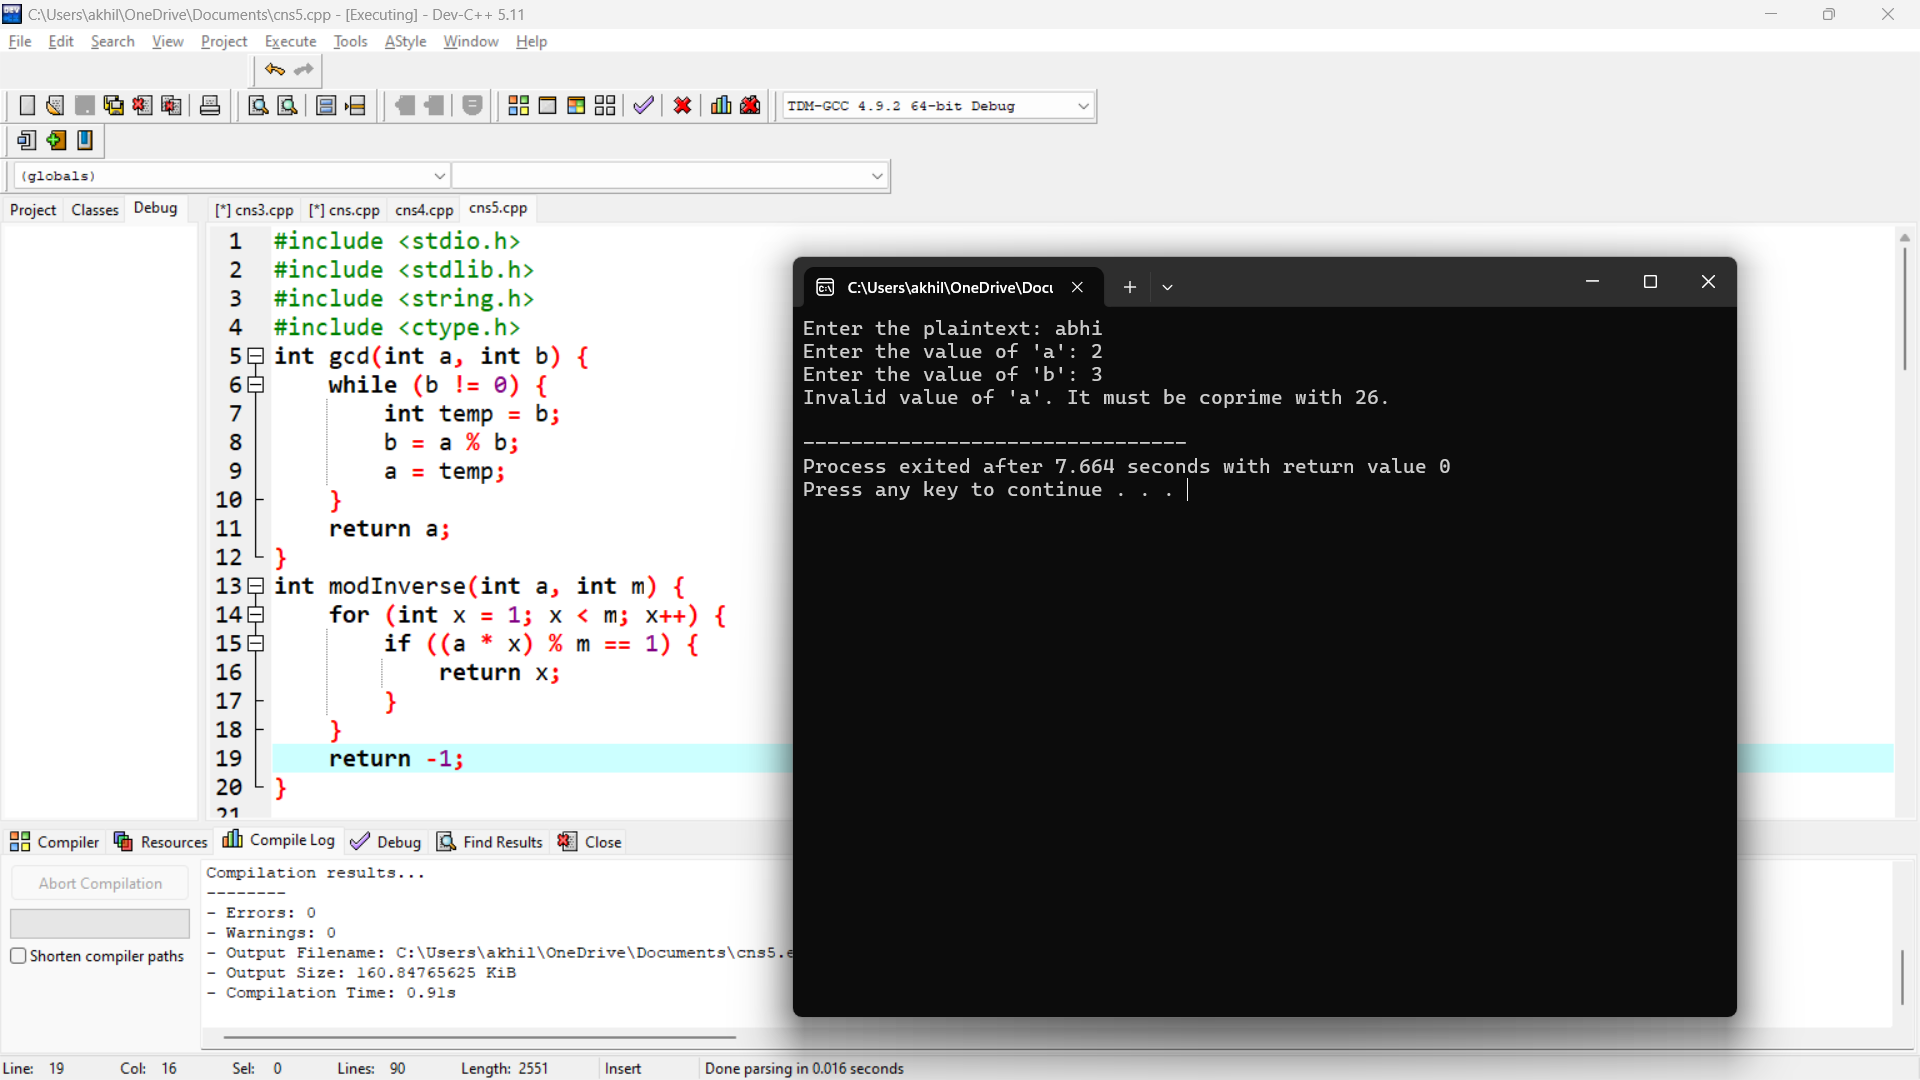 C:\Users\akhil\OneDrive\Documents\cns5.cpp - [Executing] - Dev-C++ 5.11
File Edit Search View Project Execute Tools AStyle Window Help
TDM-GCC 4.9.2 64-bit Debug
(globals)
Project Classes Debug
[*] cns3.cpp [*] cns.cpp cns4.cpp cns5.cpp
1 #include <stdio.h>
2 #include <stdlib.h>
3 #include <string.h>
4 #include <ctype.h>
5 int gcd(int a, int b) {
6 while (b != 0) {
7 int temp = b;
8 b = a % b;
9 a = temp;
10 }
11 return a;
12 }
13 int modInverse(int a, int m) {
14 for (int x = 1; x < m; x++) {
15 if ((a * x) % m == 1) {
16 return x;
17 }
18 }
19 return -1;
20 }
21
C:\Users\akhil\OneDrive\Docu
Enter the plaintext: abhi
Enter the value of 'a': 2
Enter the value of 'b': 3
Invalid value of 'a'. It must be coprime with 26.
--------------------------------
Process exited after 7.664 seconds with return value 0
Press any key to continue . . .
Compiler Resources Compile Log Debug Find Results Close
Abort Compilation
Shorten compiler paths
Compilation results...
--------
- Errors: 0
- Warnings: 0
- Output Filename: C:\Users\akhil\OneDrive\Documents\cns5.e
- Output Size: 160.84765625 KiB
- Compilation Time: 0.91s
Line: 19 Col: 16 Sel: 0 Lines: 90 Length: 2551 Insert Done parsing in 0.016 seconds